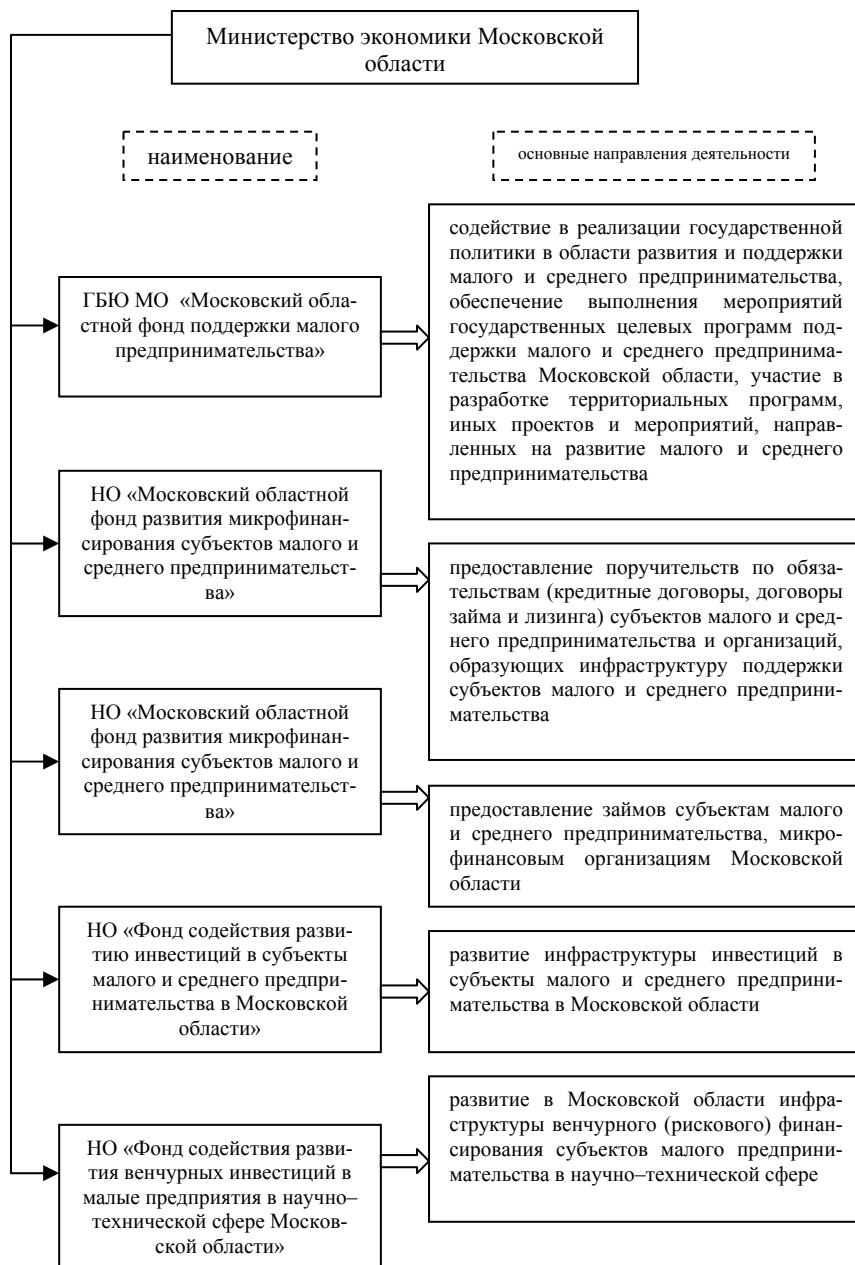 Министерство экономики Московской
области
наименование
основные направления деятельности
ГБЮ МО «Московский обла-
стной фонд поддержки малого
предпринимательства»
содействие в реализации государственной
политики в области развития и поддержки
малого и среднего предпринимательства,
обеспечение выполнения мероприятий
государственных целевых программ под-
держки малого и среднего предпринима-
тельства Московской области, участие в
разработке территориальных программ,
иных проектов и мероприятий, направ-
ленных на развитие малого и среднего
предпринимательства
НО «Московский областной
фонд развития микрофинан-
сирования субъектов малого и
среднего предпринимательст-
ва»
предоставление поручительств по обяза-
тельствам (кредитные договоры, договоры
займа и лизинга) субъектов малого и сред-
него предпринимательства и организаций,
образующих инфраструктуру поддержки
субъектов малого и среднего предприни-
мательства
НО «Московский областной
фонд развития микрофинан-
сирования субъектов малого и
среднего предпринимательст-
ва»
предоставление займов субъектам малого
и среднего предпринимательства, микро-
финансовым организациям Московской
области
НО «Фонд содействия разви-
тию инвестиций в субъекты
малого и среднего предпри-
нимательства в Московской
области»
развитие инфраструктуры инвестиций в
субъекты малого и среднего предприни-
мательства в Московской области
НО «Фонд содействия разви-
тия венчурных инвестиций в
малые предприятия в научно–
технической сфере Москов-
ской области»
развитие в Московской области инфра-
структуры венчурного (рискового) финан-
сирования субъектов малого предприни-
мательства в научно–технической сфере